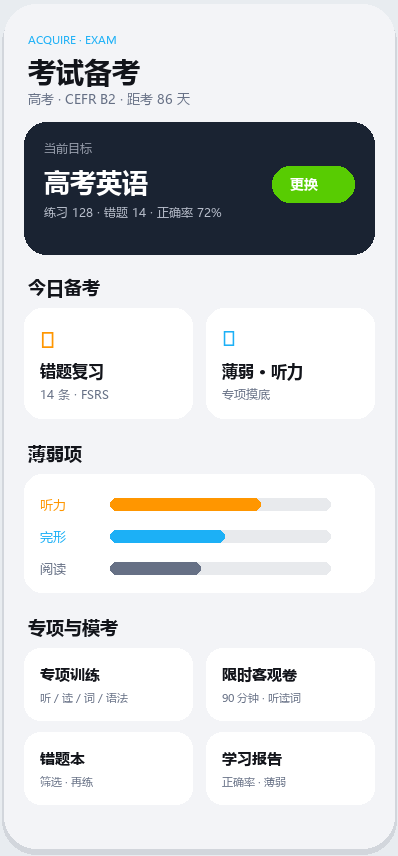 ACQUIRE · EXAM
考试备考
高考 · CEFR B2 · 距考 86 天
当前目标
高考英语
更换
练习 128 · 错题 14 · 正确率 72%
今日备考
错题复习
14 条 · FSRS
薄弱 · 听力
专项摸底
薄弱项
听力
完形
阅读
专项与模考
专项训练
听 / 读 / 词 / 语法
限时客观卷
90 分钟 · 听读词
错题本
筛选 · 再练
学习报告
正确率 · 薄弱